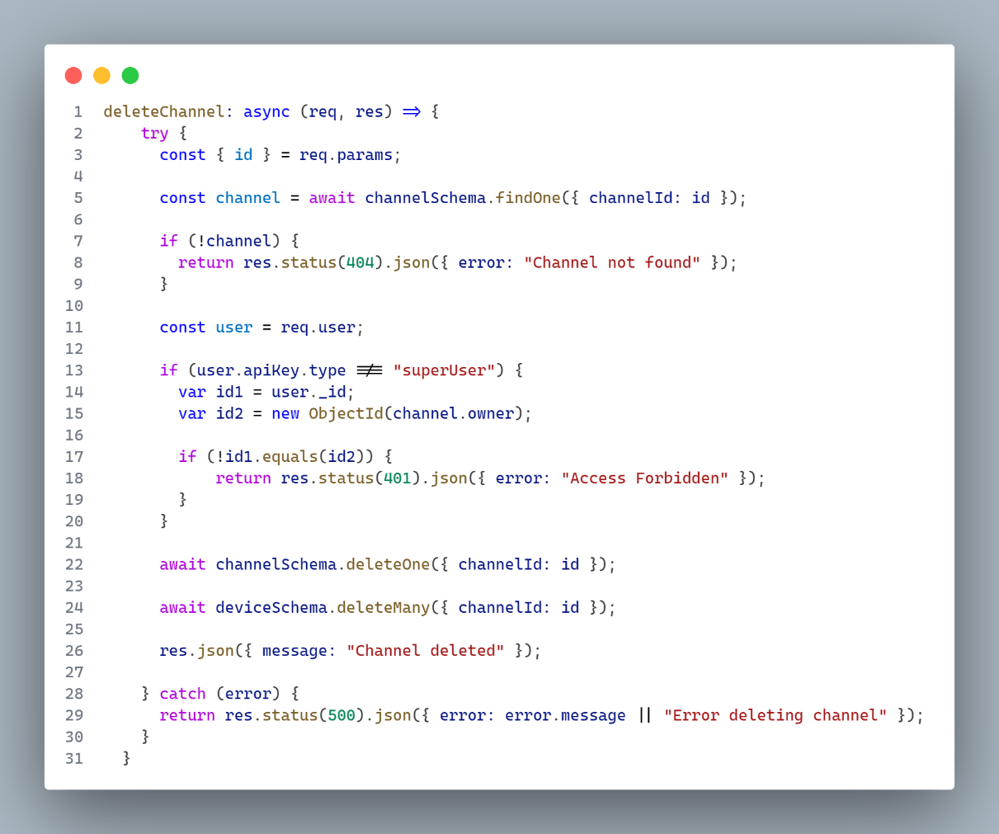 1 deleteChannel: async (req, res) => {
2 try {
3 const { id } = req.params;
4
5 const channel = await channelSchema.findOne({ channelId: id });
6
7 if (!channel) {
8 return res.status(404).json({ error: "Channel not found" });
9 }
10
11 const user = req.user;
12
13 if (user.apiKey.type !== "superUser") {
14 var id1 = user._id;
15 var id2 = new ObjectId(channel.owner);
16
17 if (!id1.equals(id2)) {
18 return res.status(401).json({ error: "Access Forbidden" });
19 }
20 }
21
22 await channelSchema.deleteOne({ channelId: id });
23
24 await deviceSchema.deleteMany({ channelId: id });
25
26 res.json({ message: "Channel deleted" });
27
28 } catch (error) {
29 return res.status(500).json({ error: error.message || "Error deleting channel" });
30 }
31 }